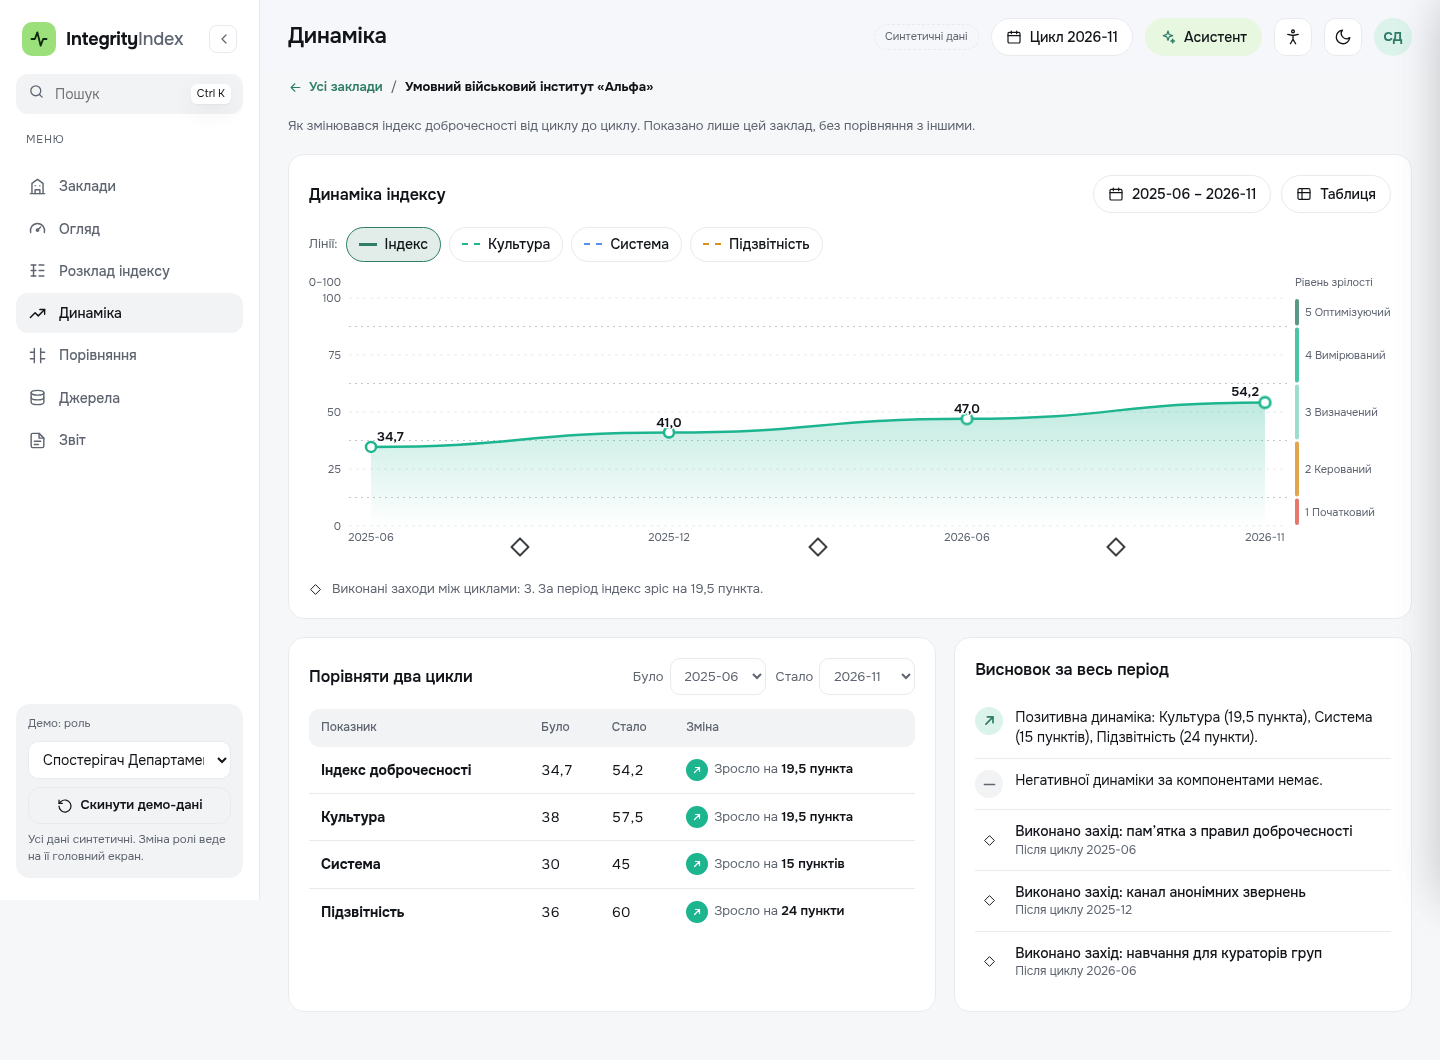 IntegrityIndex
Пошук
Ctrl K
МЕНЮ
Заклади
Огляд
Розклад індексу
Динаміка
Порівняння
Джерела
Звіт
Демо: роль
Спостерігач Департамен
Скинути демо-дані
Усі дані синтетичні. Зміна ролі веде
на її головний екран.
Динаміка
Синтетичні дані
Цикл 2026-11
Асистент
СД
← Усі заклади / Умовний військовий інститут «Альфа»
Як змінювався індекс доброчесності від циклу до циклу. Показано лише цей заклад, без порівняння з іншими.
Динаміка індексу
2025-06 – 2026-11
Таблиця
Лінії:
Індекс
Культура
Система
Підзвітність
0–100
100
75
50
25
0
34,7
41,0
47,0
54,2
2025-06
2025-12
2026-06
2026-11
Рівень зрілості
5 Оптимізуючий
4 Вимірюваний
3 Визначений
2 Керований
1 Початковий
Виконані заходи між циклами: 3. За період індекс зріс на 19,5 пункта.
Порівняти два цикли
Було
2025-06
Стало
2026-11
Показник Було Стало Зміна
Індекс доброчесності 34,7 54,2 Зросло на 19,5 пункта
Культура 38 57,5 Зросло на 19,5 пункта
Система 30 45 Зросло на 15 пунктів
Підзвітність 36 60 Зросло на 24 пункти
Висновок за весь період
Позитивна динаміка: Культура (19,5 пункта), Система
(15 пунктів), Підзвітність (24 пункти).
Негативної динаміки за компонентами немає.
Виконано захід: пам’ятка з правил доброчесності
Після циклу 2025-06
Виконано захід: канал анонімних звернень
Після циклу 2025-12
Виконано захід: навчання для кураторів груп
Після циклу 2026-06